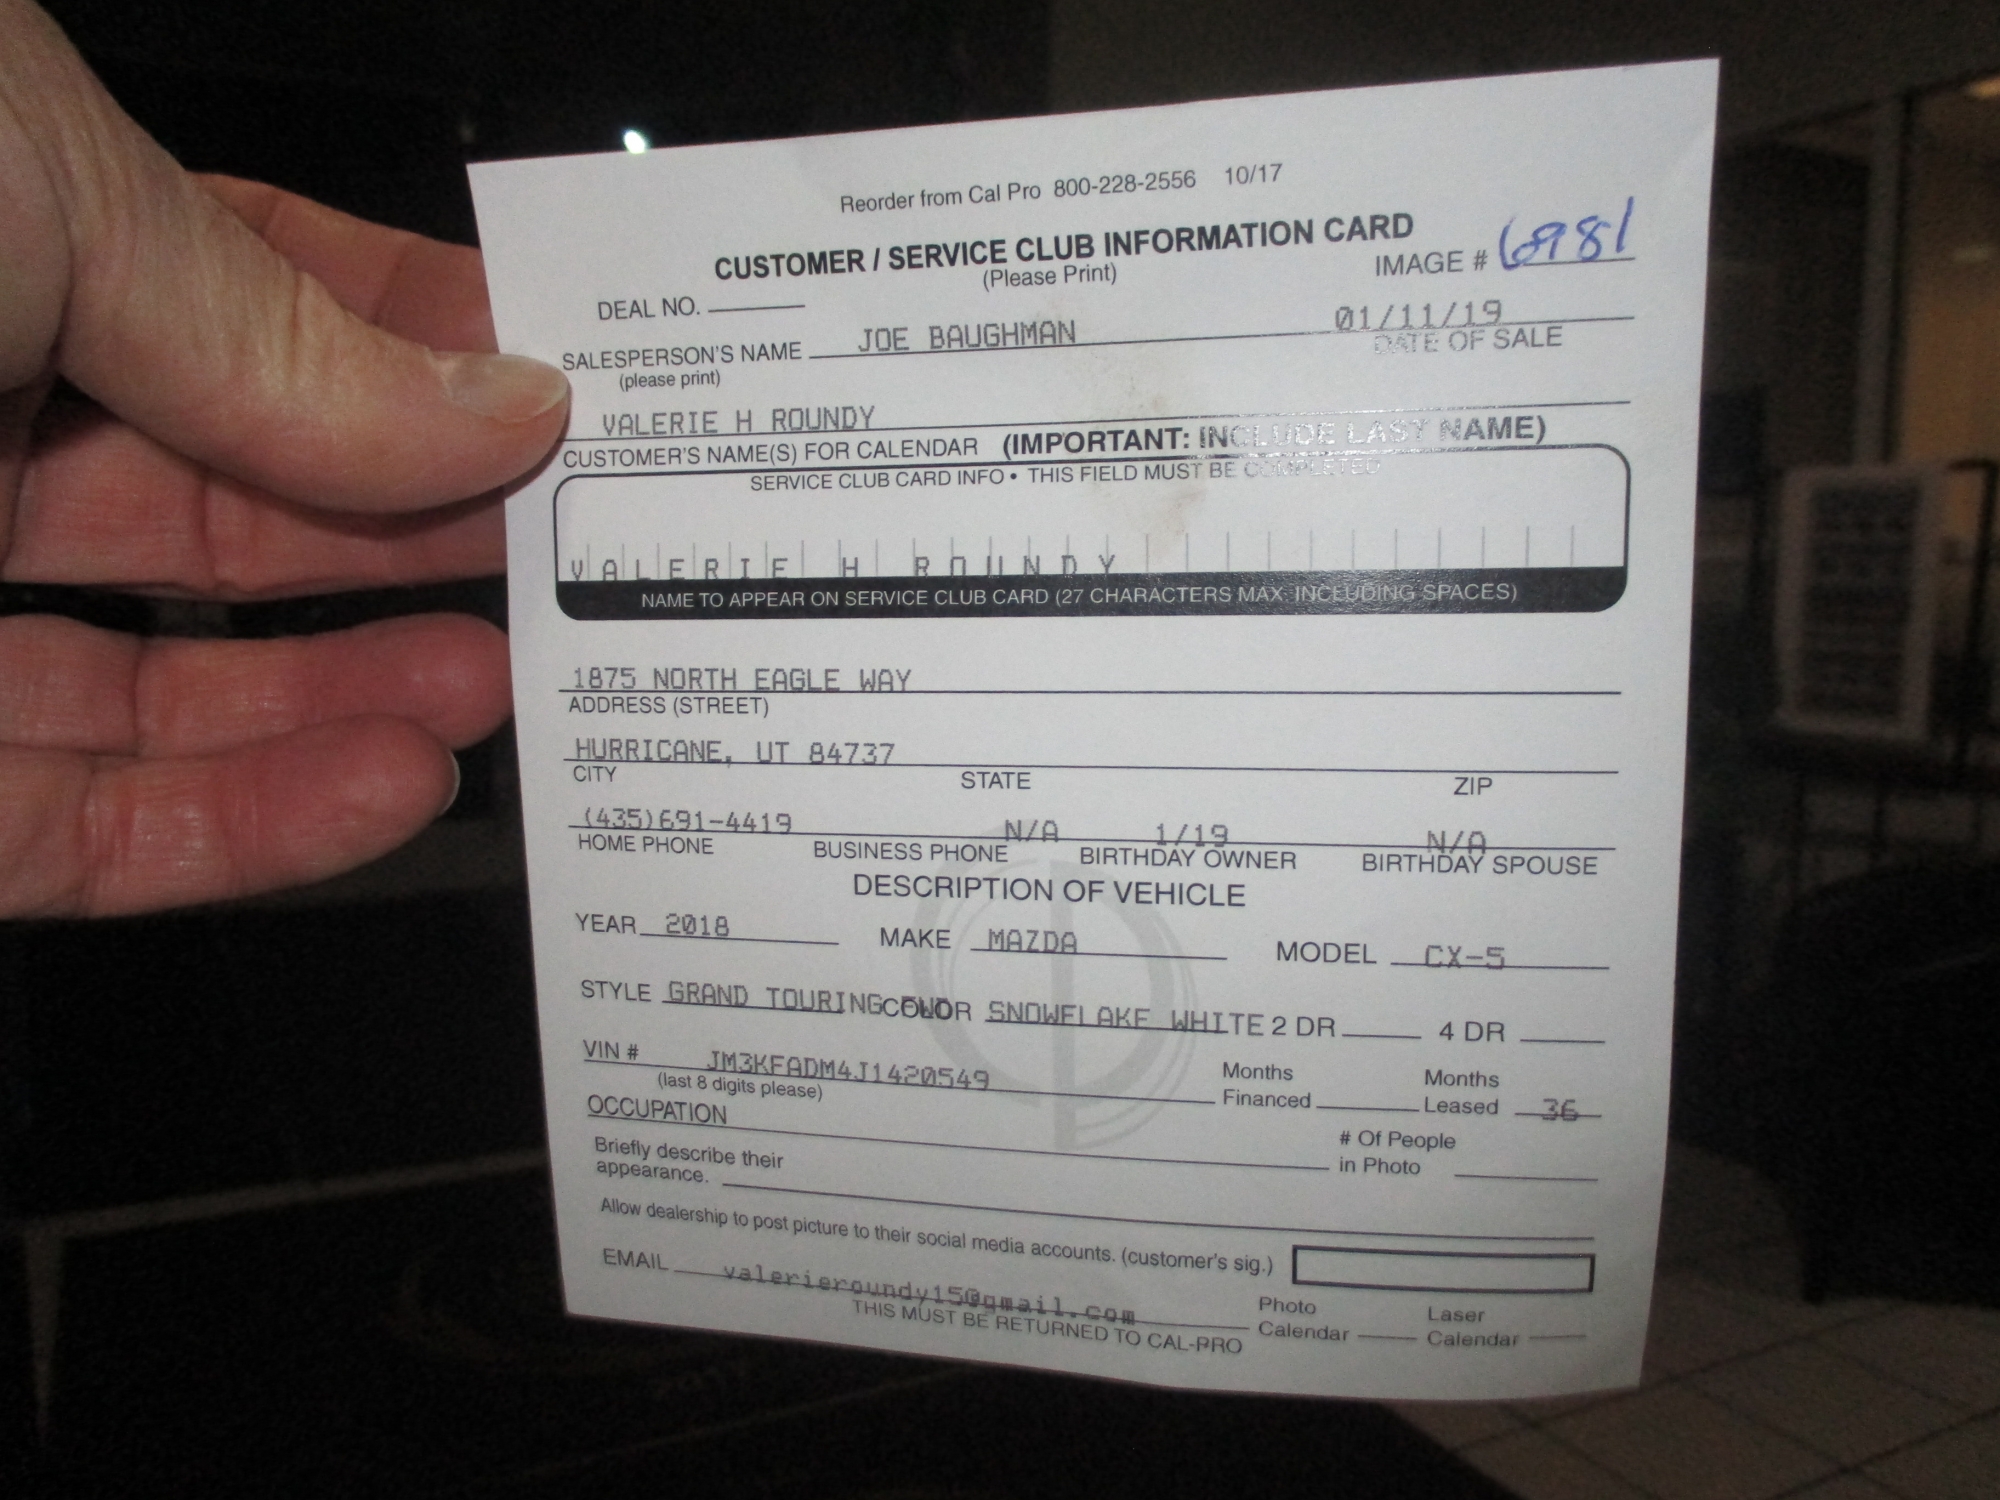 Reorder from Cal Pro 800-228-2556 10/17
CUSTOMER / SERVICE CLUB INFORMATION CARD
(Please Print)
IMAGE # 6981
DEAL NO.
SALESPERSON'S NAME JOE BAUGHMAN 01/11/19
(please print) DATE OF SALE
VALERIE H ROUNDY
CUSTOMER'S NAME(S) FOR CALENDAR (IMPORTANT: INCLUDE LAST NAME)
SERVICE CLUB CARD INFO • THIS FIELD MUST BE COMPLETED
VALERIE H ROUNDY
NAME TO APPEAR ON SERVICE CLUB CARD (27 CHARACTERS MAX. INCLUDING SPACES)
1875 NORTH EAGLE WAY
ADDRESS (STREET)
HURRICANE, UT 84737
CITY STATE ZIP
(435)691-4419 N/A 1/19 N/A
HOME PHONE BUSINESS PHONE BIRTHDAY OWNER BIRTHDAY SPOUSE
DESCRIPTION OF VEHICLE
YEAR 2018 MAKE MAZDA MODEL CX-5
STYLE GRAND TOURING COLOR SNOWFLAKE WHITE 2 DR 4 DR
VIN # JM3KFADM4J1420549
(last 8 digits please)
Months Financed Months Leased 36
OCCUPATION
# Of People in Photo
Briefly describe their
appearance.
Allow dealership to post picture to their social media accounts. (customer's sig.)
EMAIL valerieroundy15@gmail.com
Photo Calendar Laser Calendar
THIS MUST BE RETURNED TO CAL-PRO